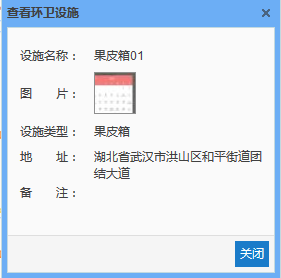 查看环卫设施
设施名称： 果皮箱01
图　　片：
设施类型： 果皮箱
地　　址： 湖北省武汉市洪山区和平街道团
结大道
备　　注：
关闭